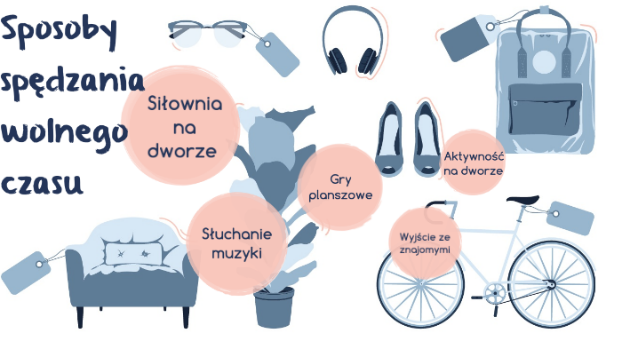 Sposoby
spędzania
wolnego
czasu
Siłownia
na
dworze
Słuchanie
muzyki
Gry
planszowe
Aktywność
na dworze
Wyjście ze
znajomymi